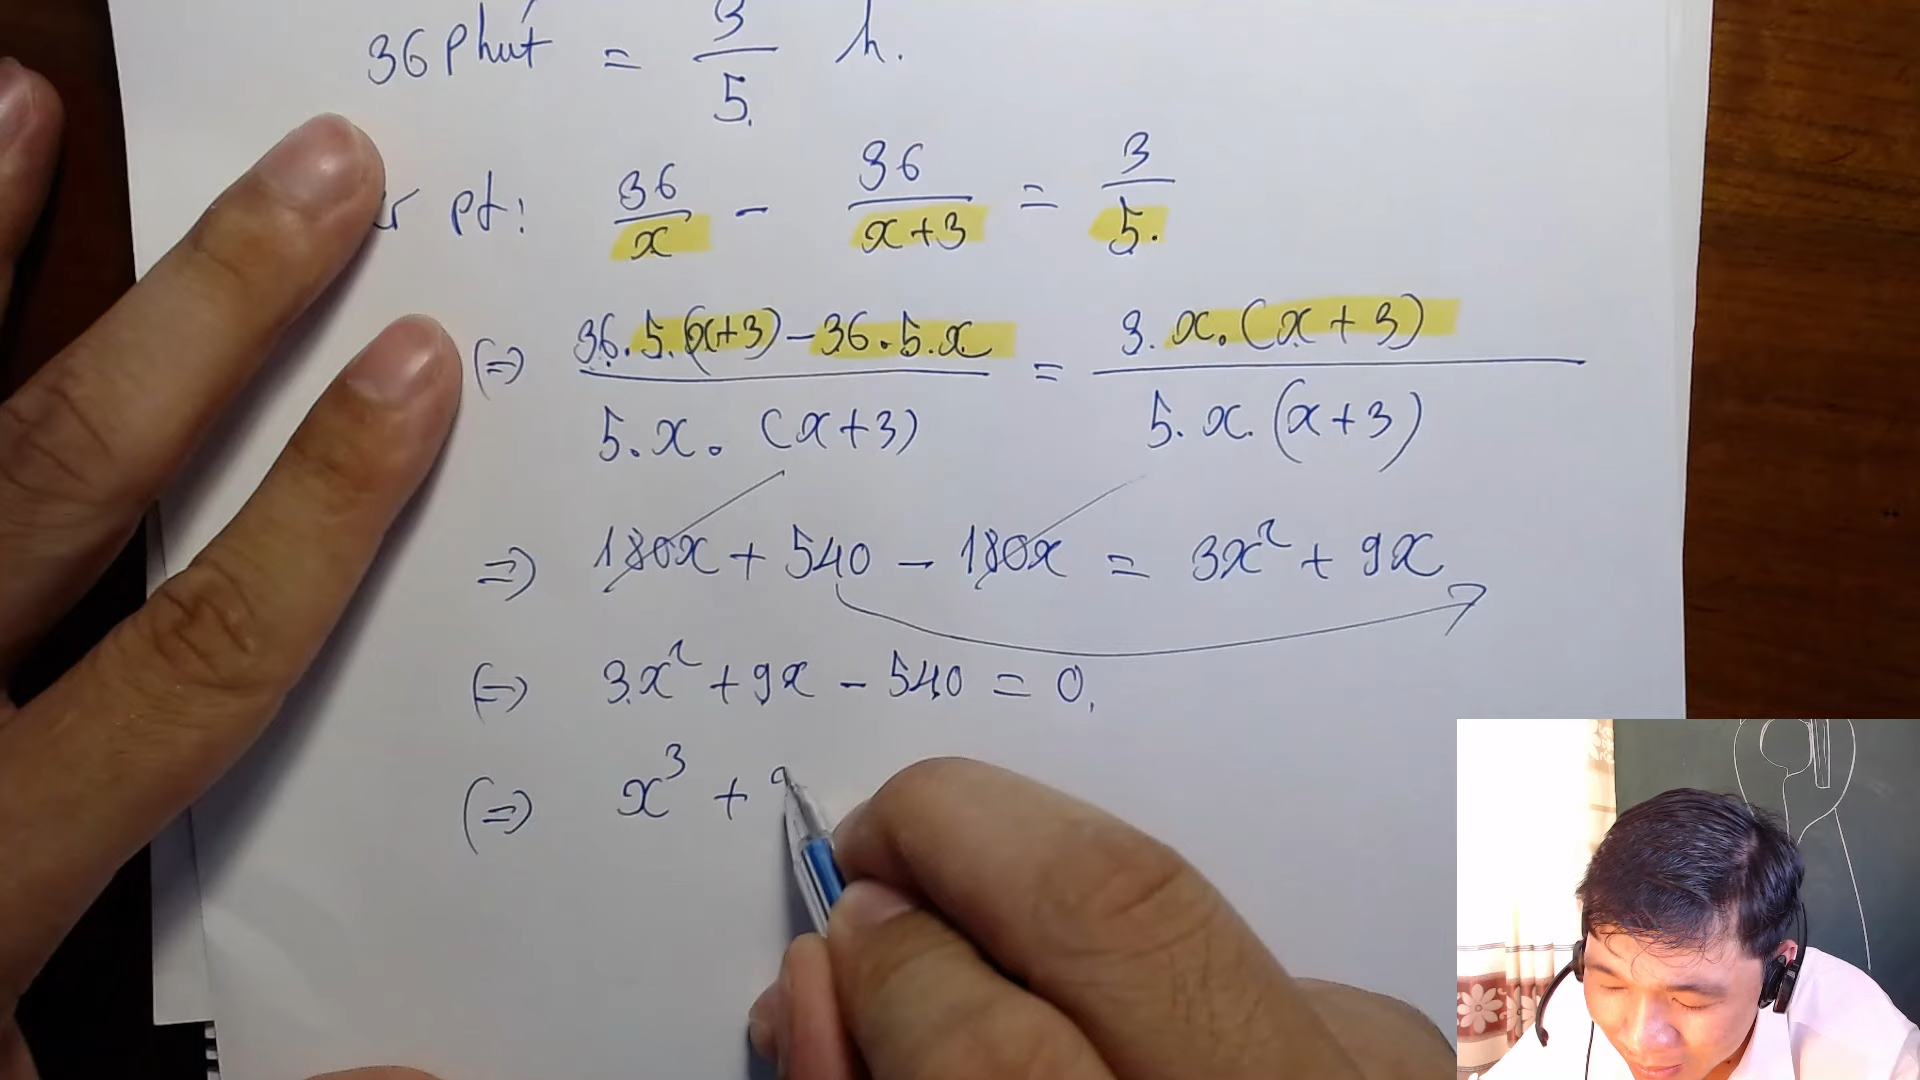 36 phút = 3/5 h.
pt: 36/x - 36/(x+3) = 3/5.
(=) (36.5.(x+3) - 36.5.x)/(5.x.(x+3)) = (3.x.(x+3))/(5.x.(x+3))
=) 180x + 540 - 180x = 3x² + 9x
(=) 3x² + 9x - 540 = 0.
(=) x³ +